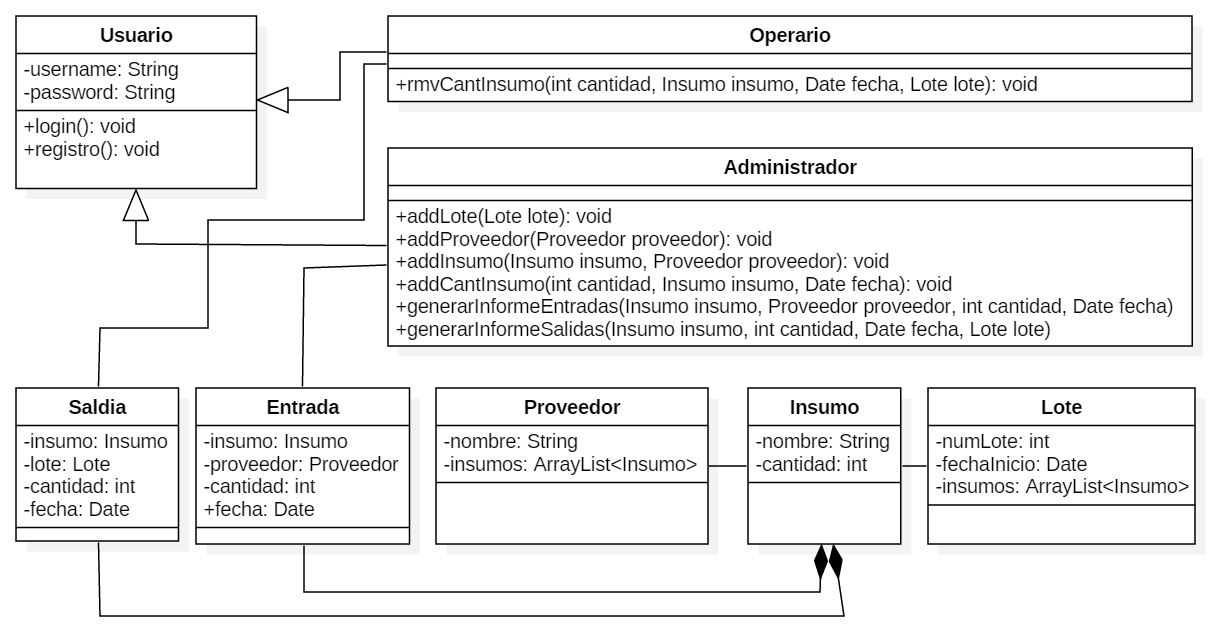 Usuario
-username: String
-password: String
+login(): void
+registro(): void
Operario
+rmvCantInsumo(int cantidad, Insumo insumo, Date fecha, Lote lote): void
Administrador
+addLote(Lote lote): void
+addProveedor(Proveedor proveedor): void
+addInsumo(Insumo insumo, Proveedor proveedor): void
+addCantInsumo(int cantidad, Insumo insumo, Date fecha): void
+generarInformeEntradas(Insumo insumo, Proveedor proveedor, int cantidad, Date fecha)
+generarInformeSalidas(Insumo insumo, int cantidad, Date fecha, Lote lote)
Saldia
-insumo: Insumo
-lote: Lote
-cantidad: int
-fecha: Date
Entrada
-insumo: Insumo
-proveedor: Proveedor
-cantidad: int
+fecha: Date
Proveedor
-nombre: String
-insumos: ArrayList<Insumo>
Insumo
-nombre: String
-cantidad: int
Lote
-numLote: int
-fechaInicio: Date
-insumos: ArrayList<Insumo>